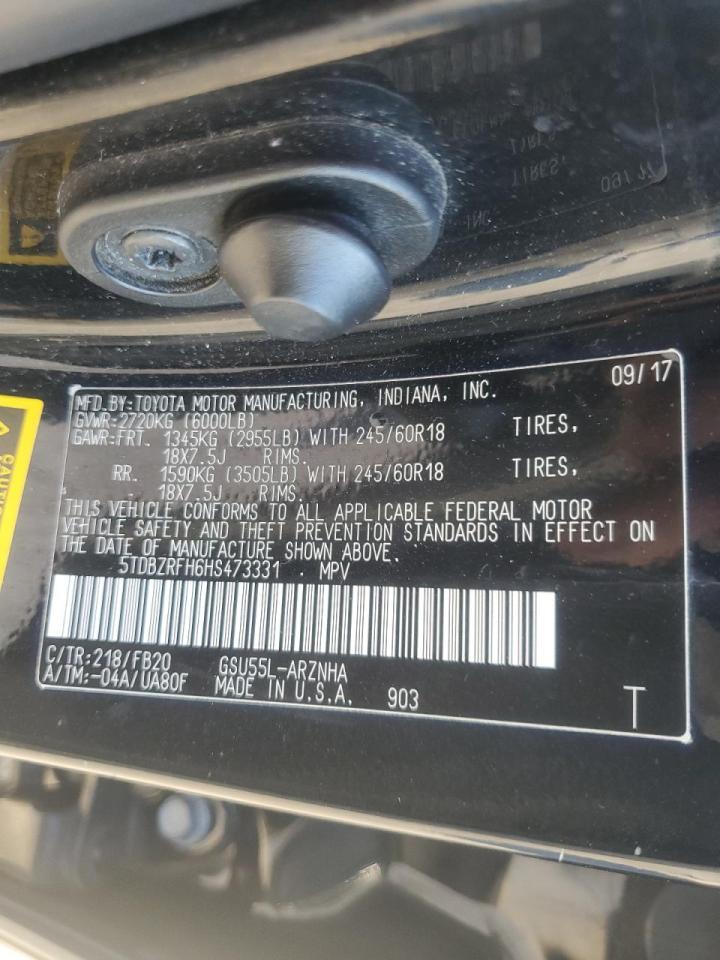 09/17
MFD.BY:TOYOTA MOTOR MANUFACTURING, INDIANA, INC.
GVWR:2720KG (6000LB)
GAWR:FRT. 1345KG (2955LB) WITH 245/60R18 TIRES,
18X7.5J RIMS.
RR. 1590KG (3505LB) WITH 245/60R18 TIRES,
18X7.5J RIMS.
THIS VEHICLE CONFORMS TO ALL APPLICABLE FEDERAL MOTOR
VEHICLE SAFETY AND THEFT PREVENTION STANDARDS IN EFFECT ON
THE DATE OF MANUFACTURE SHOWN ABOVE.
5TDBZRFH6HS473331 MPV
C/TR:218/FB20 GSU55L-ARZNHA
A/TM:-04A/UA80F MADE IN U.S.A. 903
T